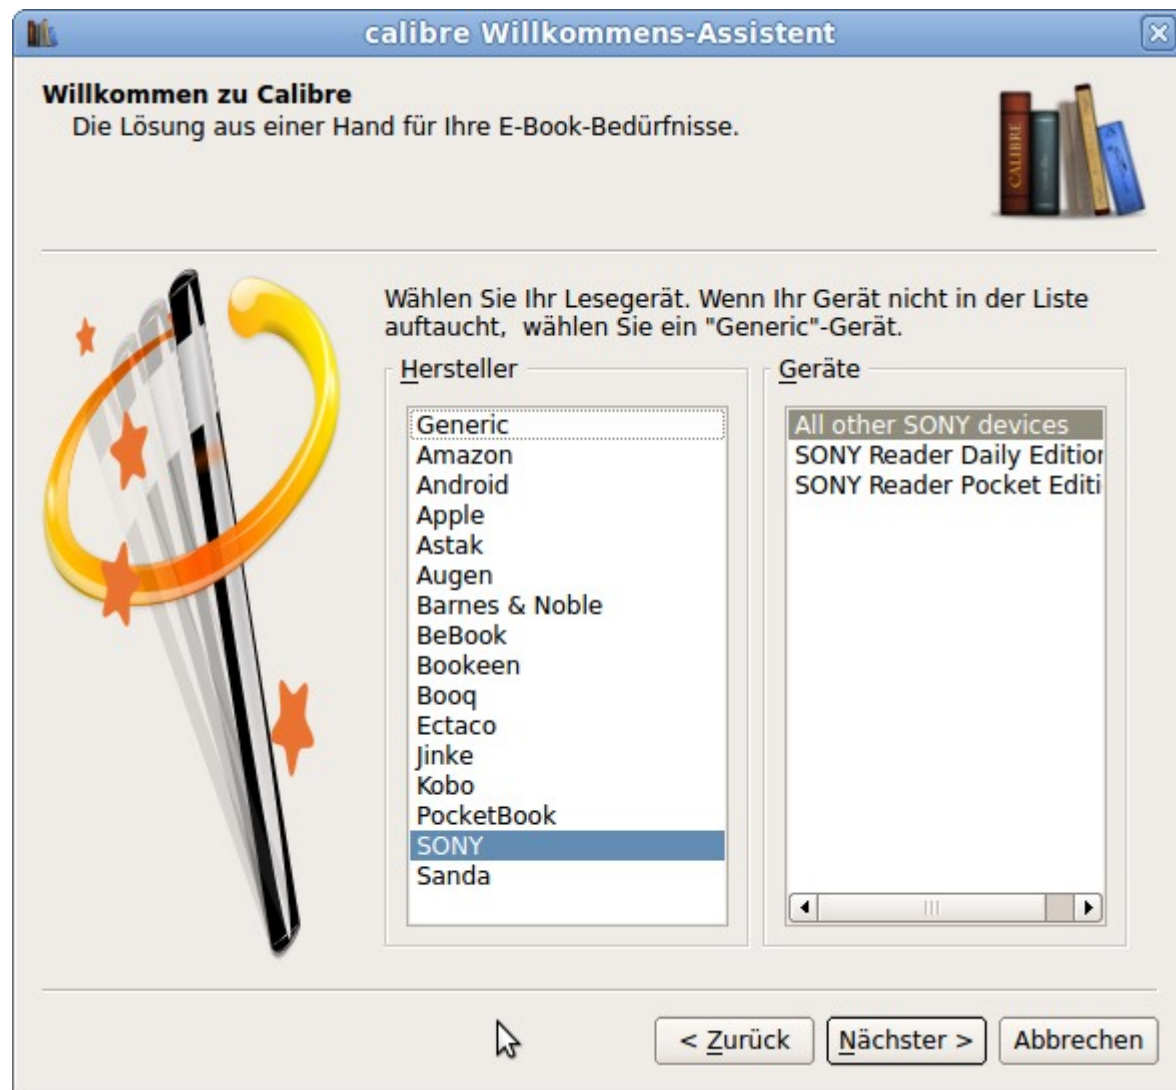 calibre Willkommens-Assistent
Willkommen zu Calibre
Die Lösung aus einer Hand für Ihre E-Book-Bedürfnisse.
CALIBRE
Wählen Sie Ihr Lesegerät. Wenn Ihr Gerät nicht in der Liste
auftaucht,  wählen Sie ein "Generic"-Gerät.
Hersteller
Generic
Amazon
Android
Apple
Astak
Augen
Barnes & Noble
BeBook
Bookeen
Booq
Ectaco
Jinke
Kobo
PocketBook
SONY
Sanda
Geräte
All other SONY devices
SONY Reader Daily Edition
SONY Reader Pocket Editi
< Zurück
Nächster >
Abbrechen